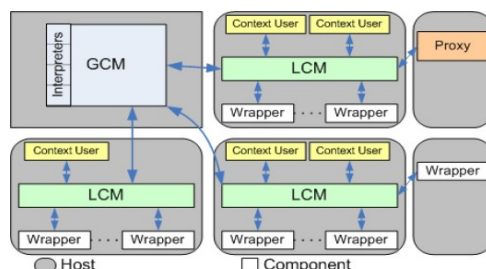 Interpreters
GCM
Context User Context User
LCM
Wrapper Wrapper
Proxy
Context User
LCM
Wrapper Wrapper
Context User Context User
LCM
Wrapper Wrapper
Wrapper
Host Component